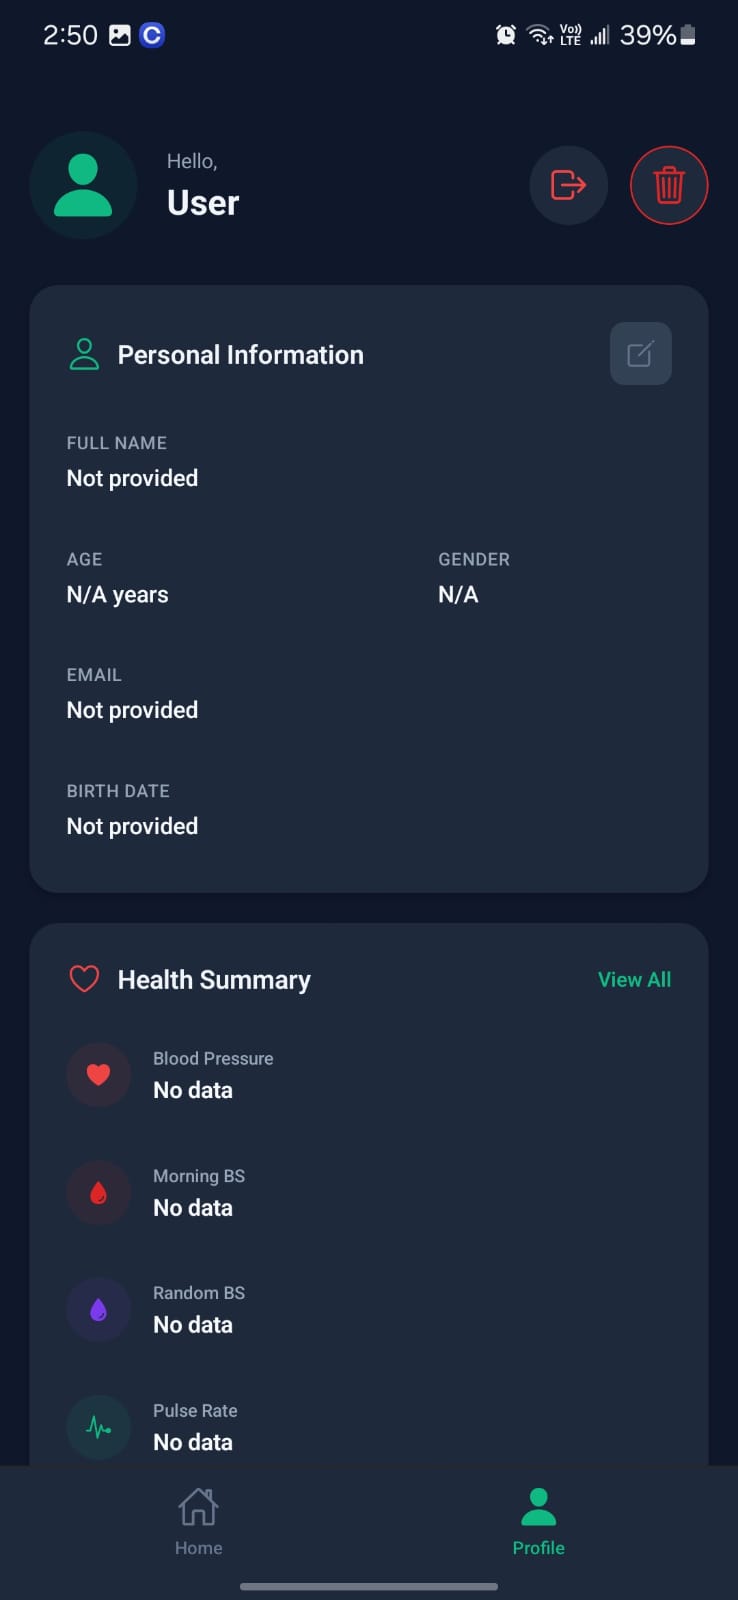 2:50
Vo))
LTE
39%
Hello,
User
Personal Information
FULL NAME
Not provided
AGE
GENDER
N/A years
N/A
EMAIL
Not provided
BIRTH DATE
Not provided
Health Summary
View All
Blood Pressure
No data
Morning BS
No data
Random BS
No data
Pulse Rate
No data
Home
Profile